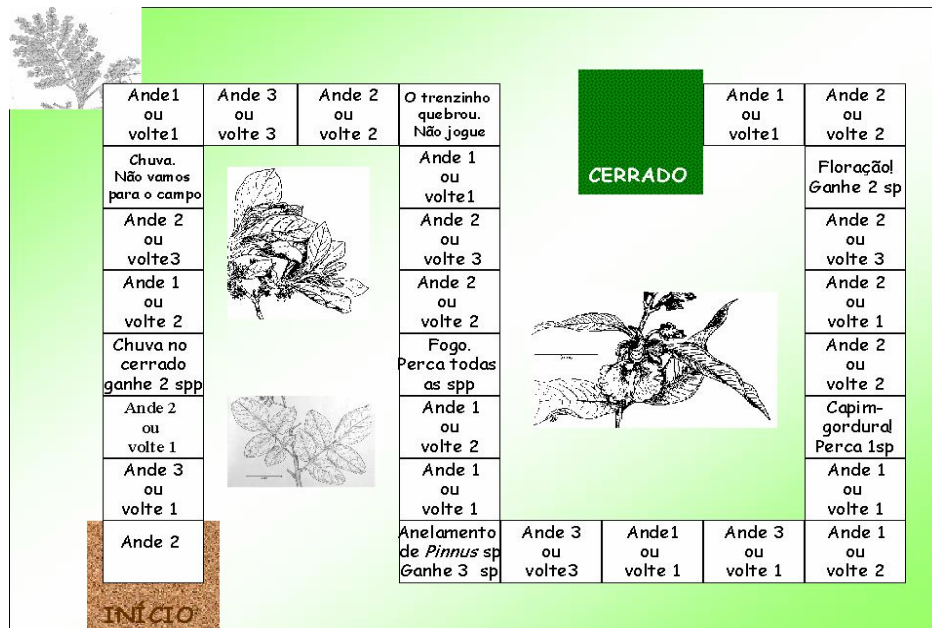 Ande1
ou
volte1
Ande 3
ou
volte 3
Ande 2
ou
volte 2
O trenzinho
quebrou.
Não jogue
Ande 1
ou
volte1
Ande 2
ou
volte 2
Chuva.
Não vamos
para o campo
Ande 1
ou
volte1
CERRADO
Floração!
Ganhe 2 sp
Ande 2
ou
volte3
Ande 2
ou
volte 3
Ande 2
ou
volte 3
Ande 1
ou
volte 2
Ande 2
ou
volte 2
Ande 2
ou
volte 1
Chuva no
cerrado
ganhe 2 spp
Fogo.
Perca todas
as spp
Ande 2
ou
volte 2
Ande 2
ou
volte 1
Ande 1
ou
volte 2
Capim-
gordura!
Perca 1sp
Ande 3
ou
volte 1
Ande 1
ou
volte 1
Ande 1
ou
volte 1
Ande 2
Anelamento
de Pinnus sp
Ganhe 3 sp
Ande 3
ou
volte3
Ande1
ou
volte 1
Ande 3
ou
volte 1
Ande 1
ou
volte 2
INÍCIO